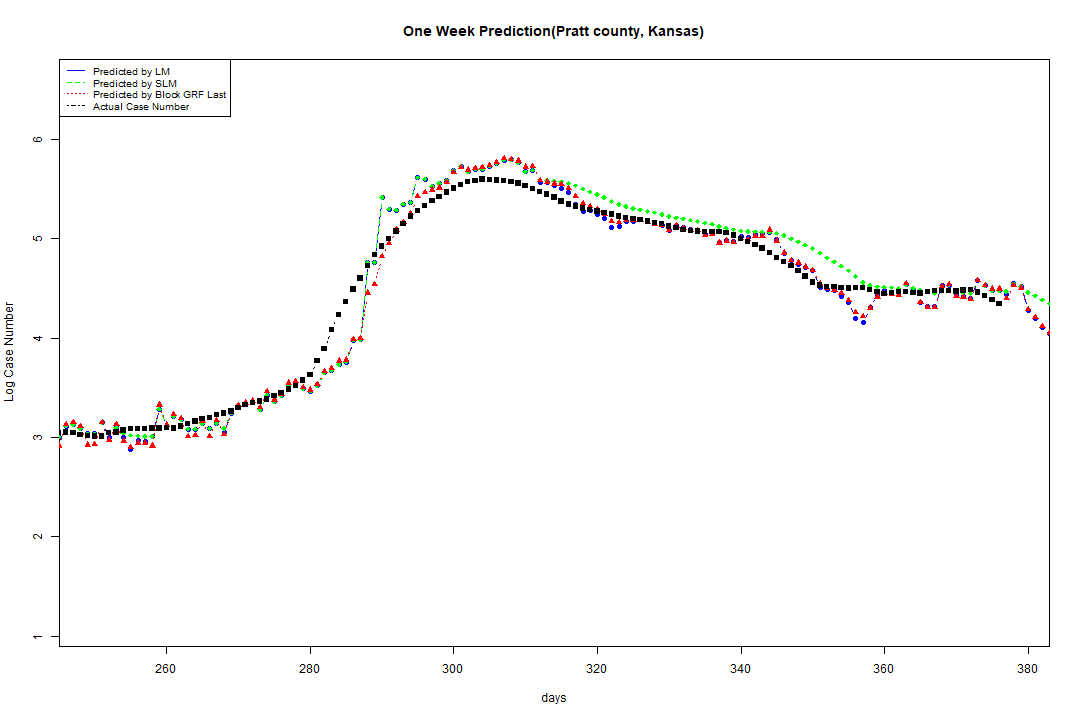 One Week Prediction(Pratt county, Kansas)
Predicted by LM
Predicted by SLM
Predicted by Block GRF Last
Actual Case Number
Log Case Number
6
5
4
3
2
1
260 280 300 320 340 360 380
days